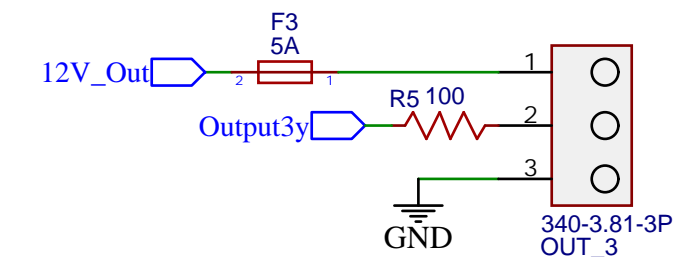 F3
5A
12V_Out
2
1
1
R5 100
Output3y
2
3
GND
340-3.81-3P
OUT_3